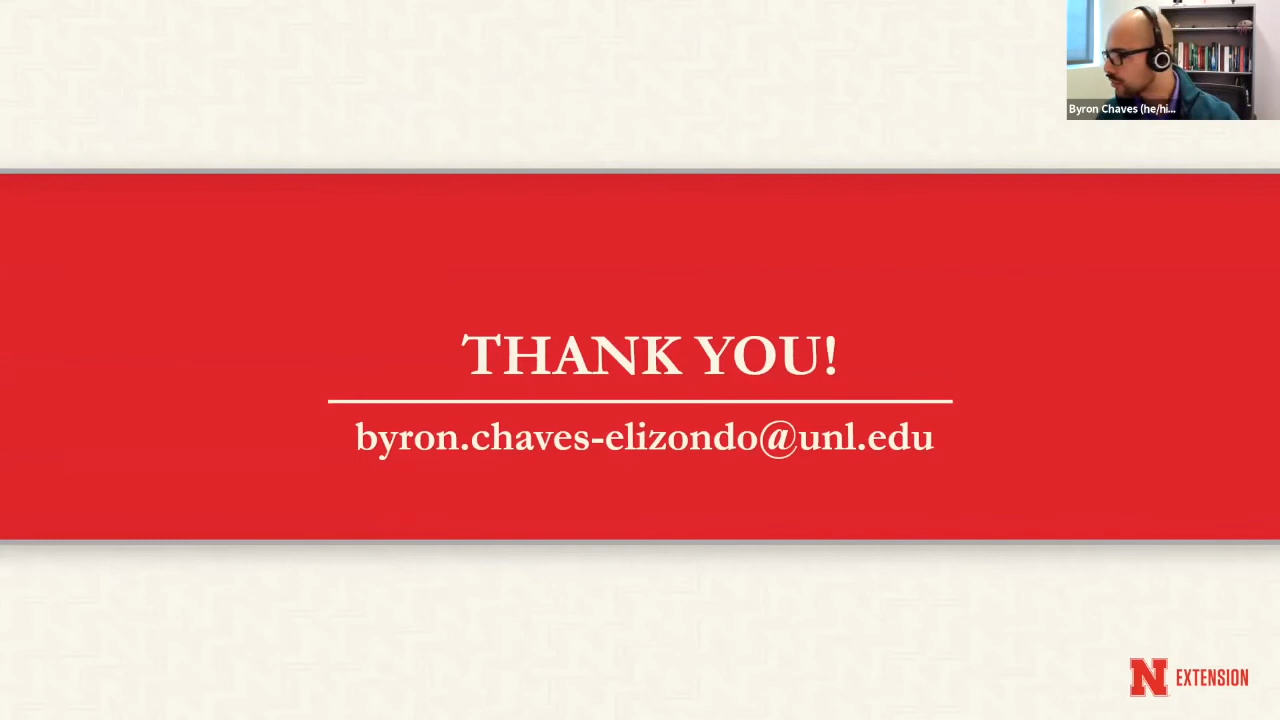 Byron Chaves (he/hi...
THANK YOU!
byron.chaves-elizondo@unl.edu
N EXTENSION